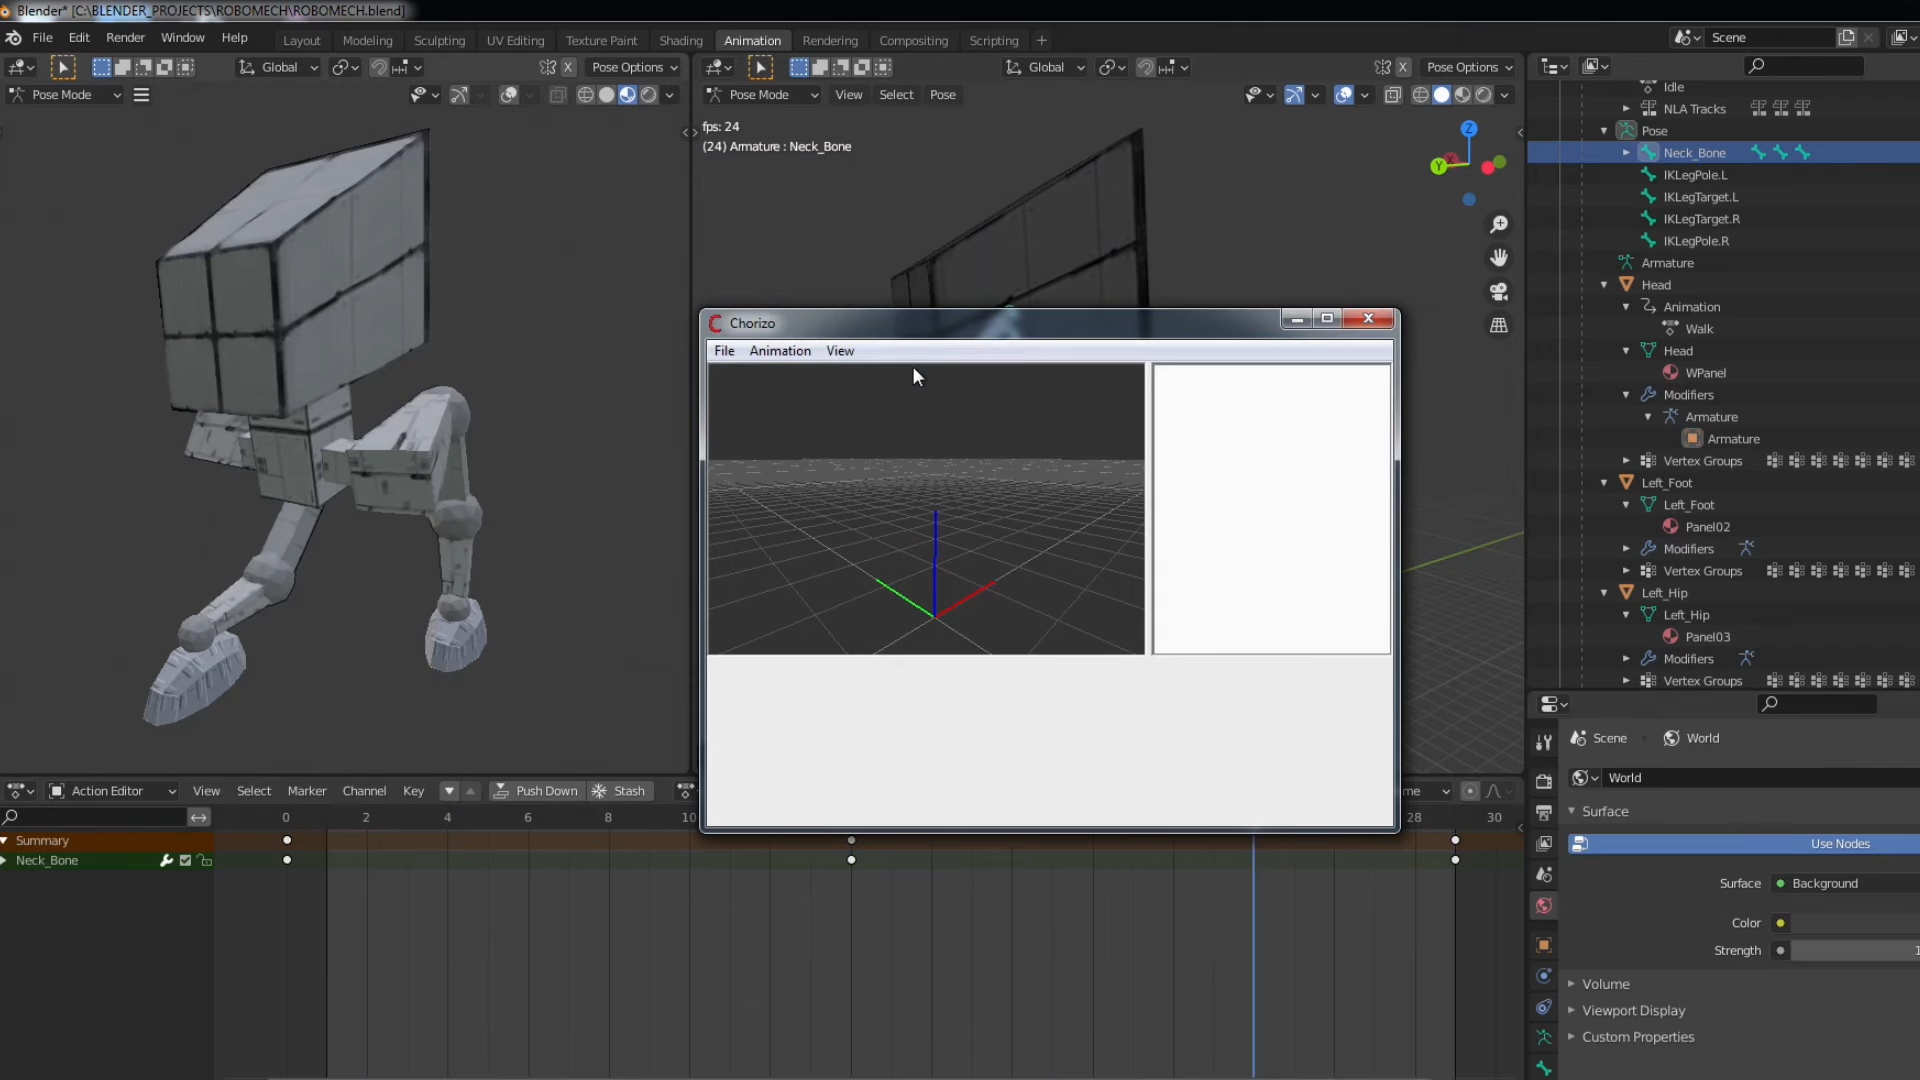 Blender* [C:\BLENDER_PROJECTS\ROBOMECH\ROBOMECH.blend]
File Edit Render Window Help Layout Modeling Sculpting UV Editing Texture Paint Shading Animation Rendering Compositing Scripting + Scene
Global X Pose Options Global X Pose Options
Pose Mode Pose Mode View Select Pose
fps: 24
(24) Armature : Neck_Bone
Z
Y
Idle
NLA Tracks
Pose
Neck_Bone
IKLegPole.L
IKLegTarget.L
IKLegTarget.R
IKLegPole.R
Armature
Head
Animation
Walk
Head
WPanel
Modifiers
Armature
Armature
Vertex Groups
Left_Foot
Left_Foot
Panel02
Modifiers
Vertex Groups
Left_Hip
Left_Hip
Panel03
Modifiers
Vertex Groups
C Chorizo
File Animation View
Scene World
World
Surface
Use Nodes
Surface Background
Color
Strength 1
Volume
Viewport Display
Custom Properties
Action Editor View Select Marker Channel Key Push Down Stash me
0 2 4 6 8 10 28 30
Summary
Neck_Bone